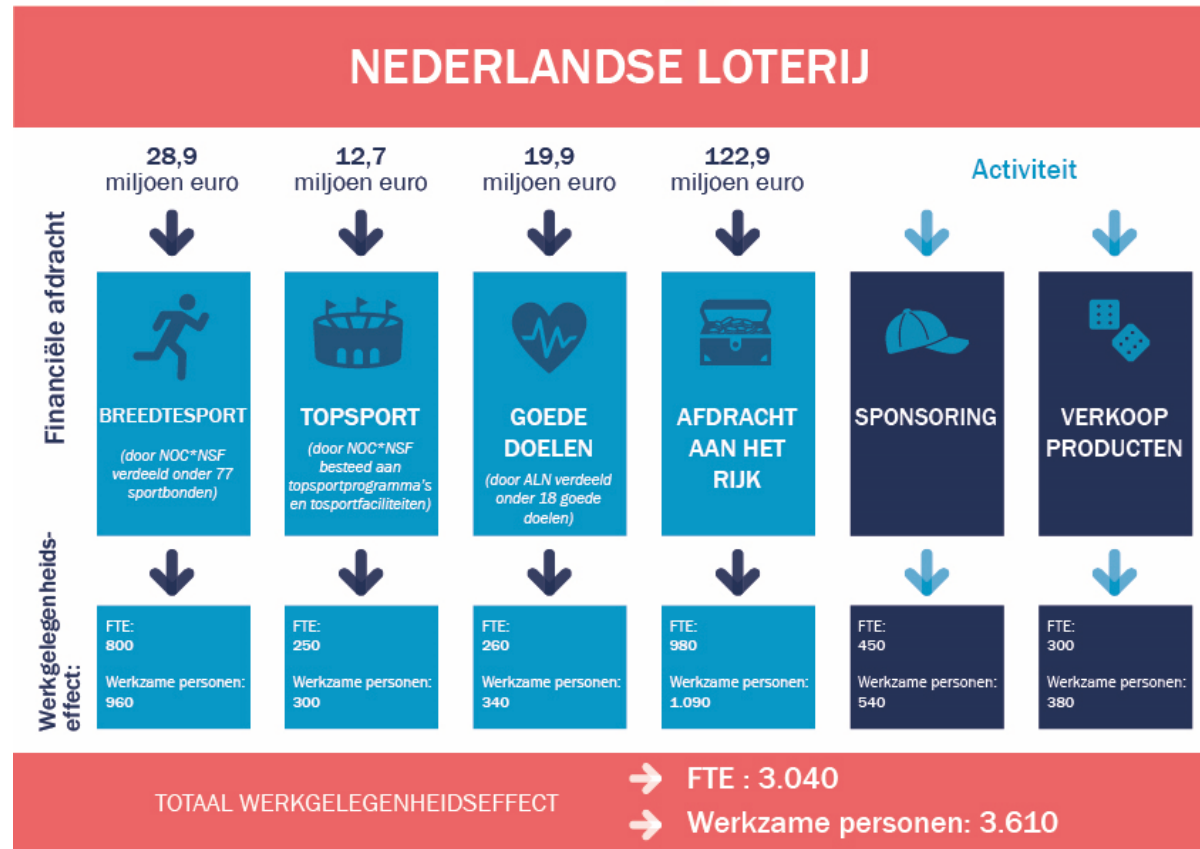 NEDERLANDSE LOTERIJ
28,9
miljoen euro
12,7
miljoen euro
19,9
miljoen euro
122,9
miljoen euro
Activiteit
Financiële afdracht
BREEDTESPORT
(door NOC*NSF
verdeeld onder 77
sportbonden)
TOPSPORT
(door NOC*NSF
besteed aan
topsportprogramma's
en tosportfaciliteiten)
GOEDE
DOELEN
(door ALN verdeeld
onder 18 goede
doelen)
AFDRACHT
AAN HET
RIJK
SPONSORING
VERKOOP
PRODUCTEN
Werkgelegenheids-
effect:
FTE:
800
Werkzame personen:
960
FTE:
250
Werkzame personen:
300
FTE:
260
Werkzame personen:
340
FTE:
980
Werkzame personen:
1.090
FTE:
450
Werkzame personen:
540
FTE:
300
Werkzame personen:
380
TOTAAL WERKGELEGENHEIDSEFFECT
FTE : 3.040
Werkzame personen: 3.610